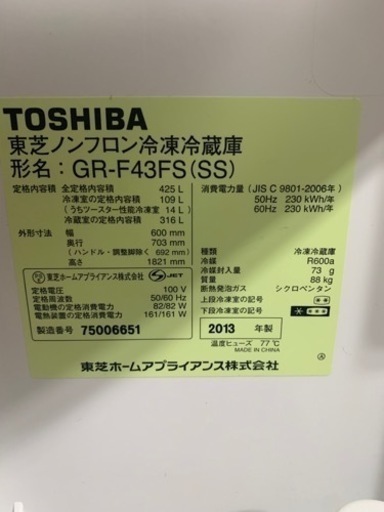 TOSHIBA
東芝ノンフロン冷凍冷蔵庫
形名：GR-F43FS(SS)
定格内容積 全定格内容積 425 L
冷凍室の定格内容積 109 L
(うちツースター性能冷凍室 14 L)
冷蔵室の定格内容積 316 L
外形寸法 幅 600 mm
奥行 703 mm
(ハンドル・調整脚除く 692 mm)
高さ 1821 mm
東芝ホームアプライアンス株式会社 JET
定格電圧 100 V
定格周波数 50/60 Hz
電動機の定格消費電力 82/82 W
電熱装置の定格消費電力 161/161 W
製造番号 75006651
消費電力量 (JIS C 9801-2006年)
50Hz 230 kWh/年
60Hz 230 kWh/年
種類 冷凍冷蔵庫
冷媒 R600a
冷媒封入量 73 g
質量 88 kg
断熱発泡ガス シクロペンタン
上段冷凍室の記号 **
下段冷凍室の記号 ****
2013 年製
温度ヒューズ 77℃
MADE IN CHINA
東芝ホームアプライアンス株式会社